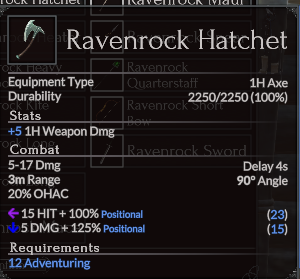 Ravenrock Maul
Ravenrock Hatchet
Equipment Type 1H Axe
Durability 2250/2250 (100%)
Stats
+5 1H Weapon Dmg
Combat
5-17 Dmg Delay 4s
3m Range 90° Angle
20% OHAC
15 HIT + 100% Positional (23)
5 DMG + 125% Positional (15)
Requirements
12 Adventuring
Ravenrock
Quarterstaff
Ravenrock Short
Bow
Ravenrock Sword